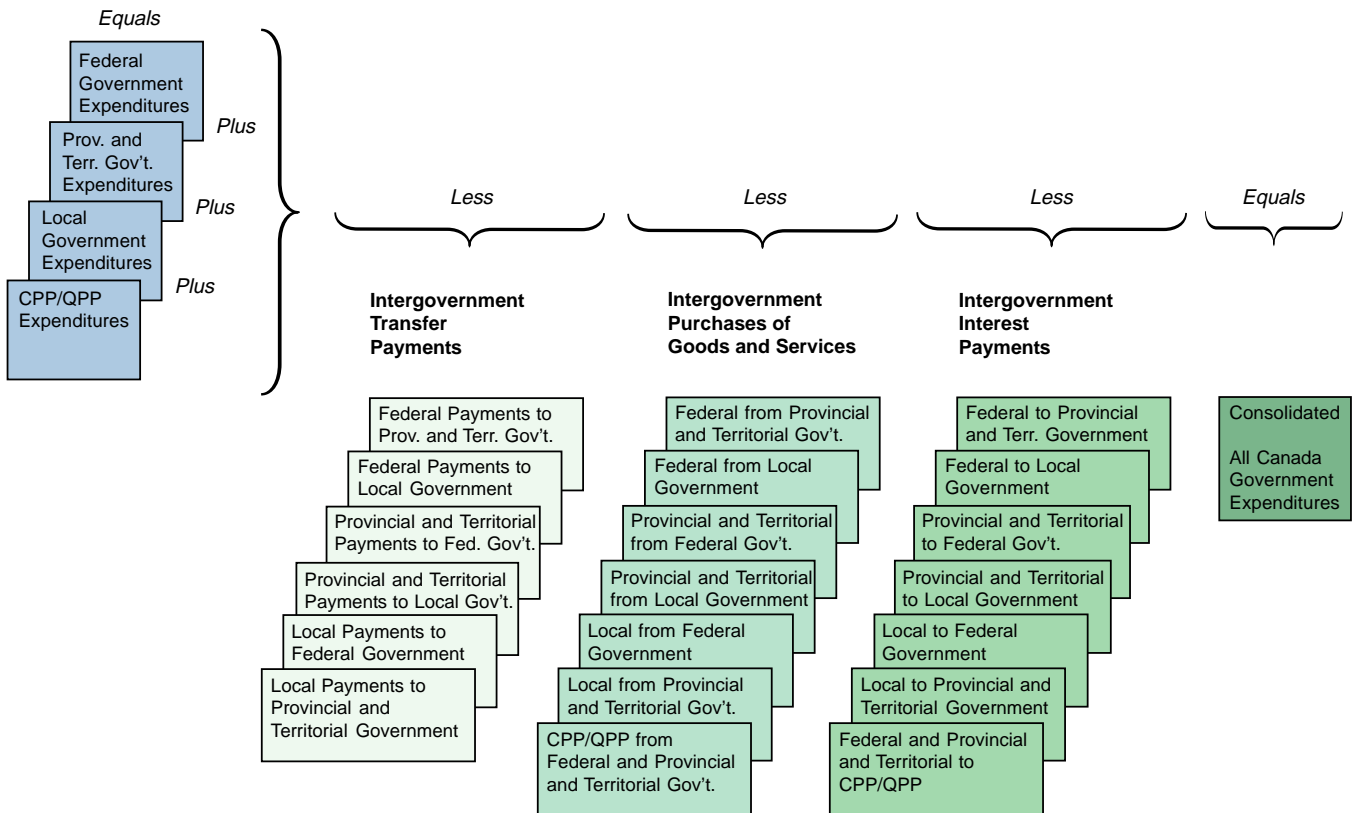 Equals
Federal
Government
Expenditures
Plus
Prov. and
Terr. Gov't.
Expenditures
Plus
Local
Government
Expenditures
Plus
CPP/QPP
Expenditures
Less
Intergovernment
Transfer
Payments
Federal Payments to
Prov. and Terr. Gov't.
Federal Payments to
Local Government
Provincial and Territorial
Payments to Fed. Gov't.
Provincial and Territorial
Payments to Local Gov't.
Local Payments to
Federal Government
Local Payments to
Provincial and
Territorial Government
Less
Intergovernment
Purchases of
Goods and Services
Federal from Provincial
and Territorial Gov't.
Federal from Local
Government
Provincial and Territorial
from Federal Gov't.
Provincial and Territorial
from Local Government
Local from Federal
Government
Local from Provincial
and Territorial Gov't.
CPP/QPP from
Federal and Provincial
and Territorial Gov't.
Less
Intergovernment
Interest
Payments
Federal to Provincial
and Terr. Government
Federal to Local
Government
Provincial and Territorial
to Federal Gov't.
Provincial and Territorial
to Local Government
Local to Federal
Government
Local to Provincial and
Territorial Government
Federal and Provincial
and Territorial to
CPP/QPP
Equals
Consolidated
All Canada
Government
Expenditures